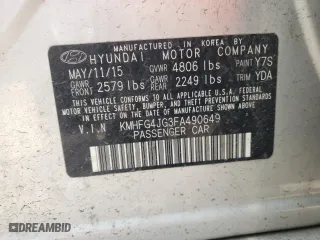 MANUFACTURED IN KOREA BY
HYUNDAI MOTOR COMPANY
MAY/11/15 GVWR 4806 lbs PAINT Y7S
GAWR FRONT 2579 lbs GAWR REAR 2249 lbs TRIM YDA
THIS VEHICLE CONFORMS TO ALL APPLICABLE U.S. FEDERAL MOTOR VEHICLE SAFETY, BUMPER, AND THEFT PREVENTION STANDARDS IN EFFECT ON THE DATE OF MANUFACTURE SHOWN ABOVE.
V.I.N KMHFG4JG3FA490649
PASSENGER CAR